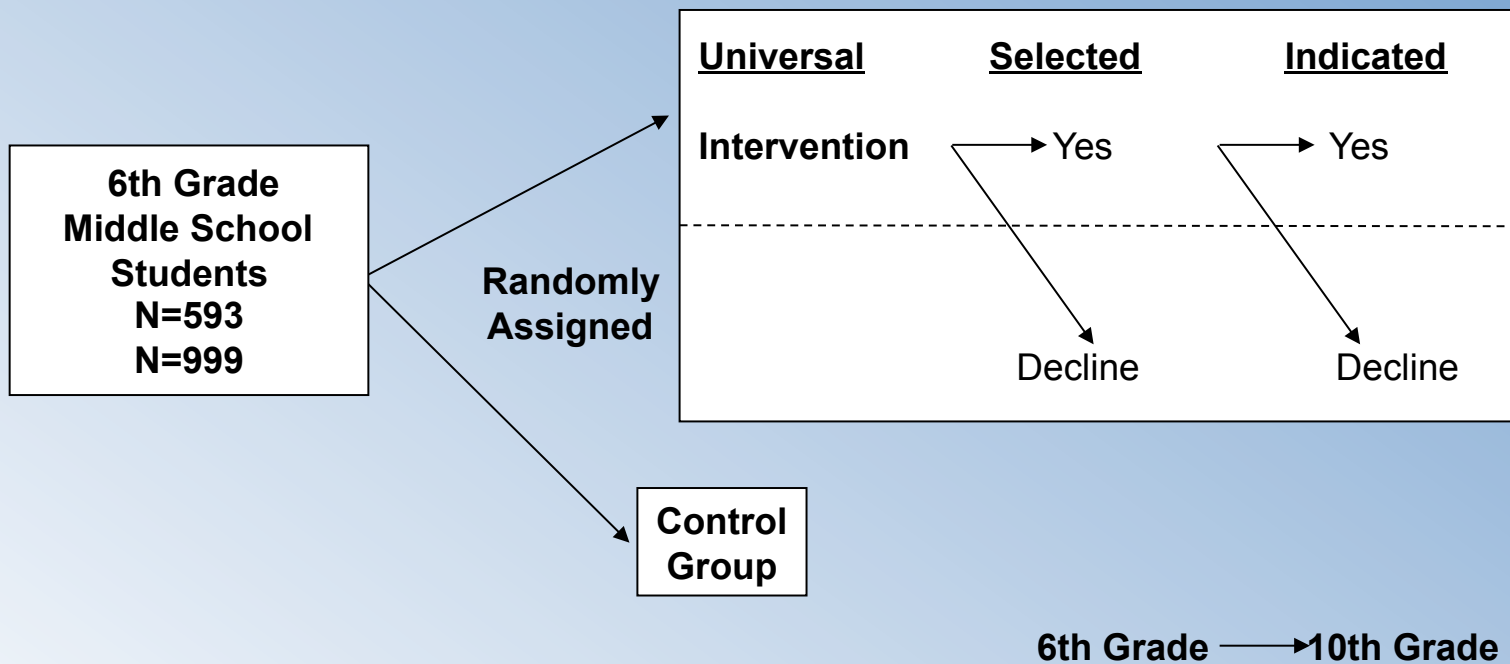 6th Grade
Middle School
Students
N=593
N=999
Randomly
Assigned
Universal Selected Indicated
Intervention Yes Yes
Decline Decline
Control
Group
6th Grade 10th Grade